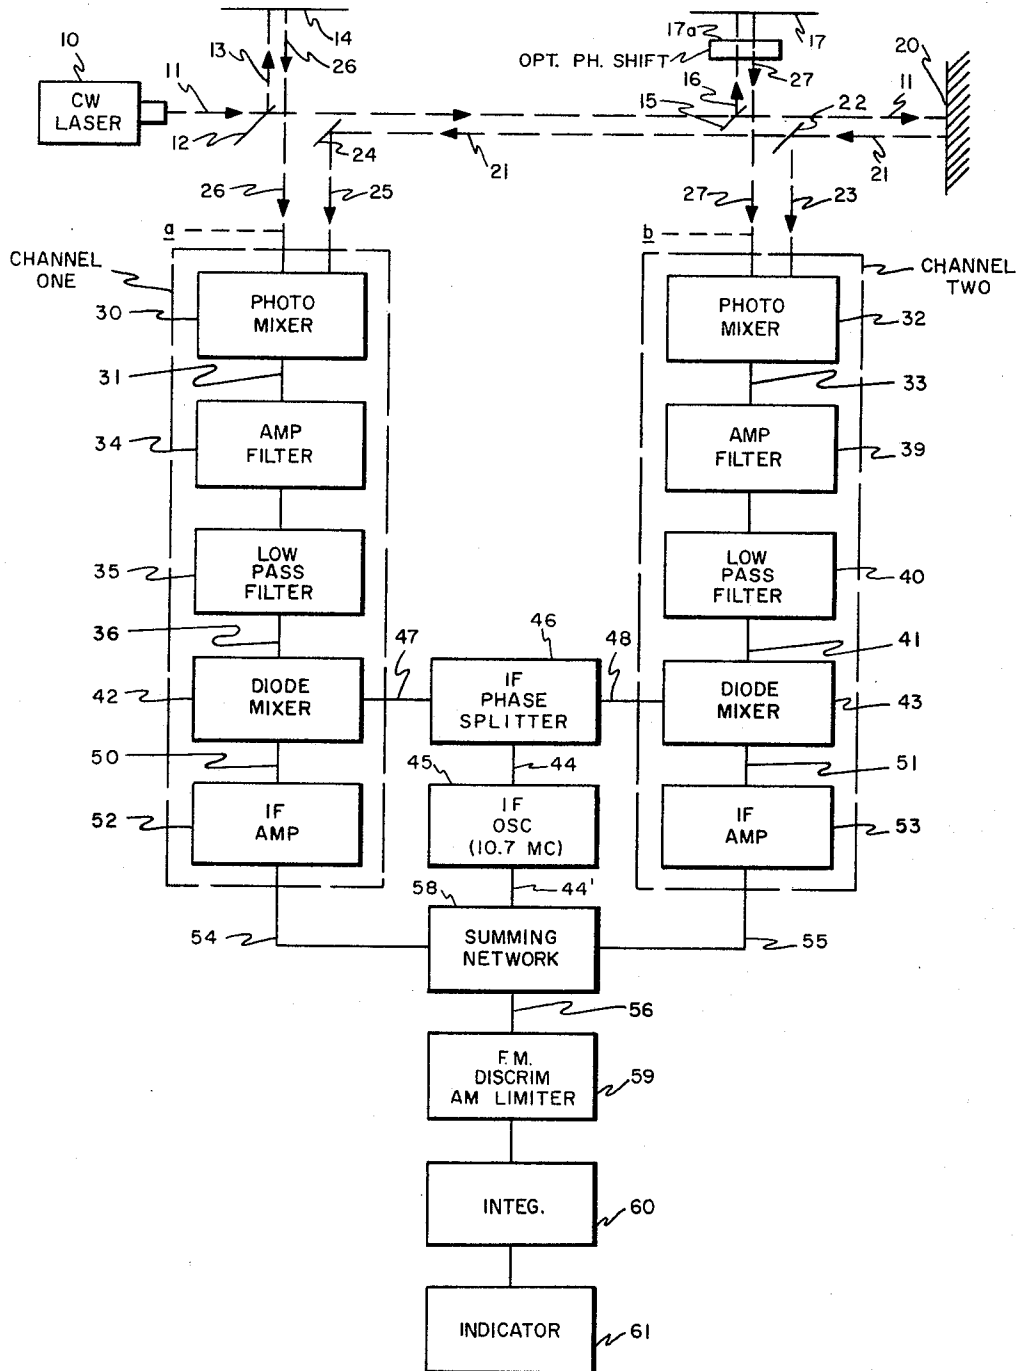 10
CW
LASER
11
12
13
14
26
24
25
26
21
17a
OPT. PH. SHIFT
17
16
15
27
22
11
20
21
27
23
a
b
CHANNEL
ONE
CHANNEL
TWO
30
PHOTO
MIXER
31
34
AMP
FILTER
35
LOW
PASS
FILTER
36
42
DIODE
MIXER
47
50
52
IF
AMP
54
PHOTO
MIXER
32
33
AMP
FILTER
39
LOW
PASS
FILTER
40
41
48
DIODE
MIXER
43
51
IF
AMP
53
55
46
IF
PHASE
SPLITTER
44
45
IF
OSC
(10.7 MC)
44'
58
SUMMING
NETWORK
56
F.M.
DISCRIM
AM LIMITER
59
INTEG.
60
INDICATOR
61